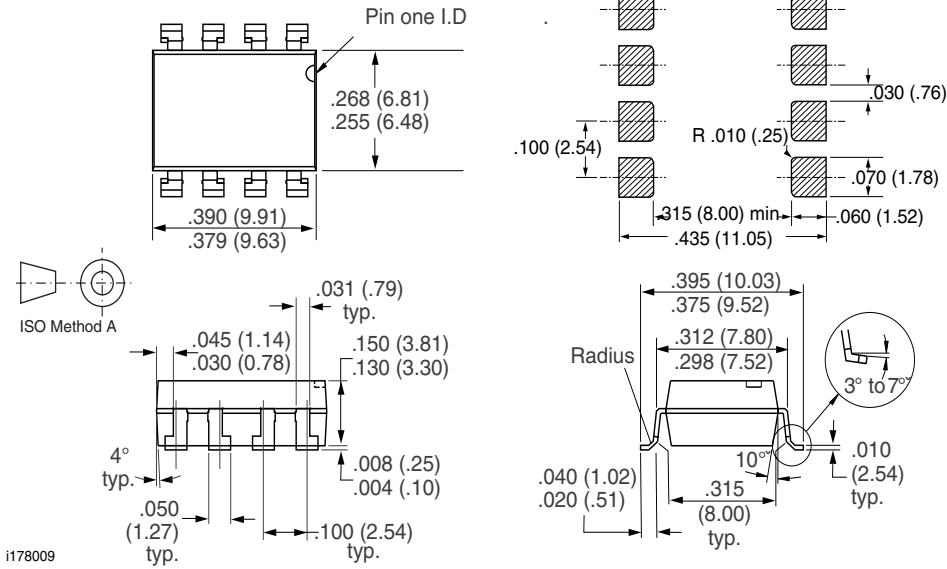 Pin one I.D
.268 (6.81)
.255 (6.48)
.390 (9.91)
.379 (9.63)
.030 (.76)
.100 (2.54)
R .010 (.25)
.070 (1.78)
.315 (8.00) min
.060 (1.52)
.435 (11.05)
ISO Method A
.031 (.79)
typ.
.045 (1.14)
.030 (0.78)
.150 (3.81)
.130 (3.30)
4°
typ.
.008 (.25)
.004 (.10)
.050
(1.27)
typ.
.100 (2.54)
typ.
.395 (10.03)
.375 (9.52)
.312 (7.80)
.298 (7.52)
Radius
3° to 7°
10°
.010
(2.54)
typ.
.040 (1.02)
.020 (.51)
.315
(8.00)
typ.
i178009